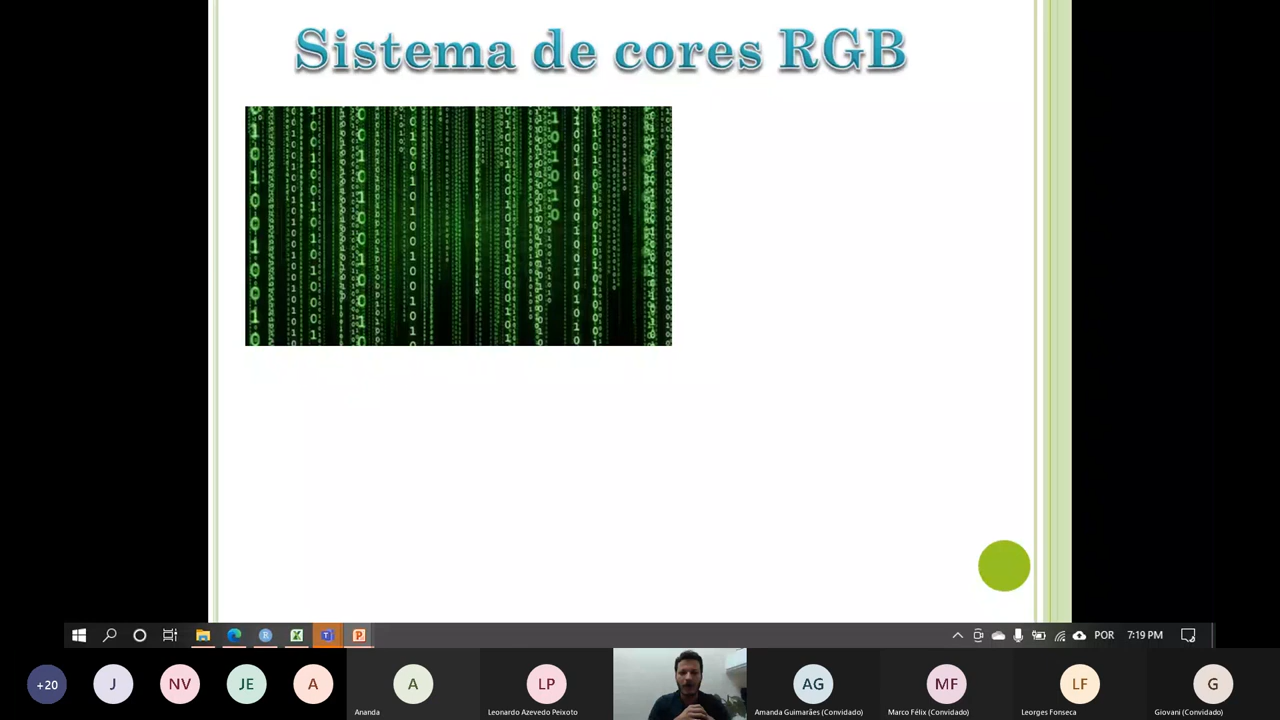 Sistema de cores RGB
POR
7:19 PM
+20
J
NV
JE
A
A
Ananda
LP
Leonardo Azevedo Peixoto
AG
Amanda Guimarães (Convidado)
MF
Marco Félix (Convidado)
LF
Leorges Fonseca
G
Giovani (Convidado)